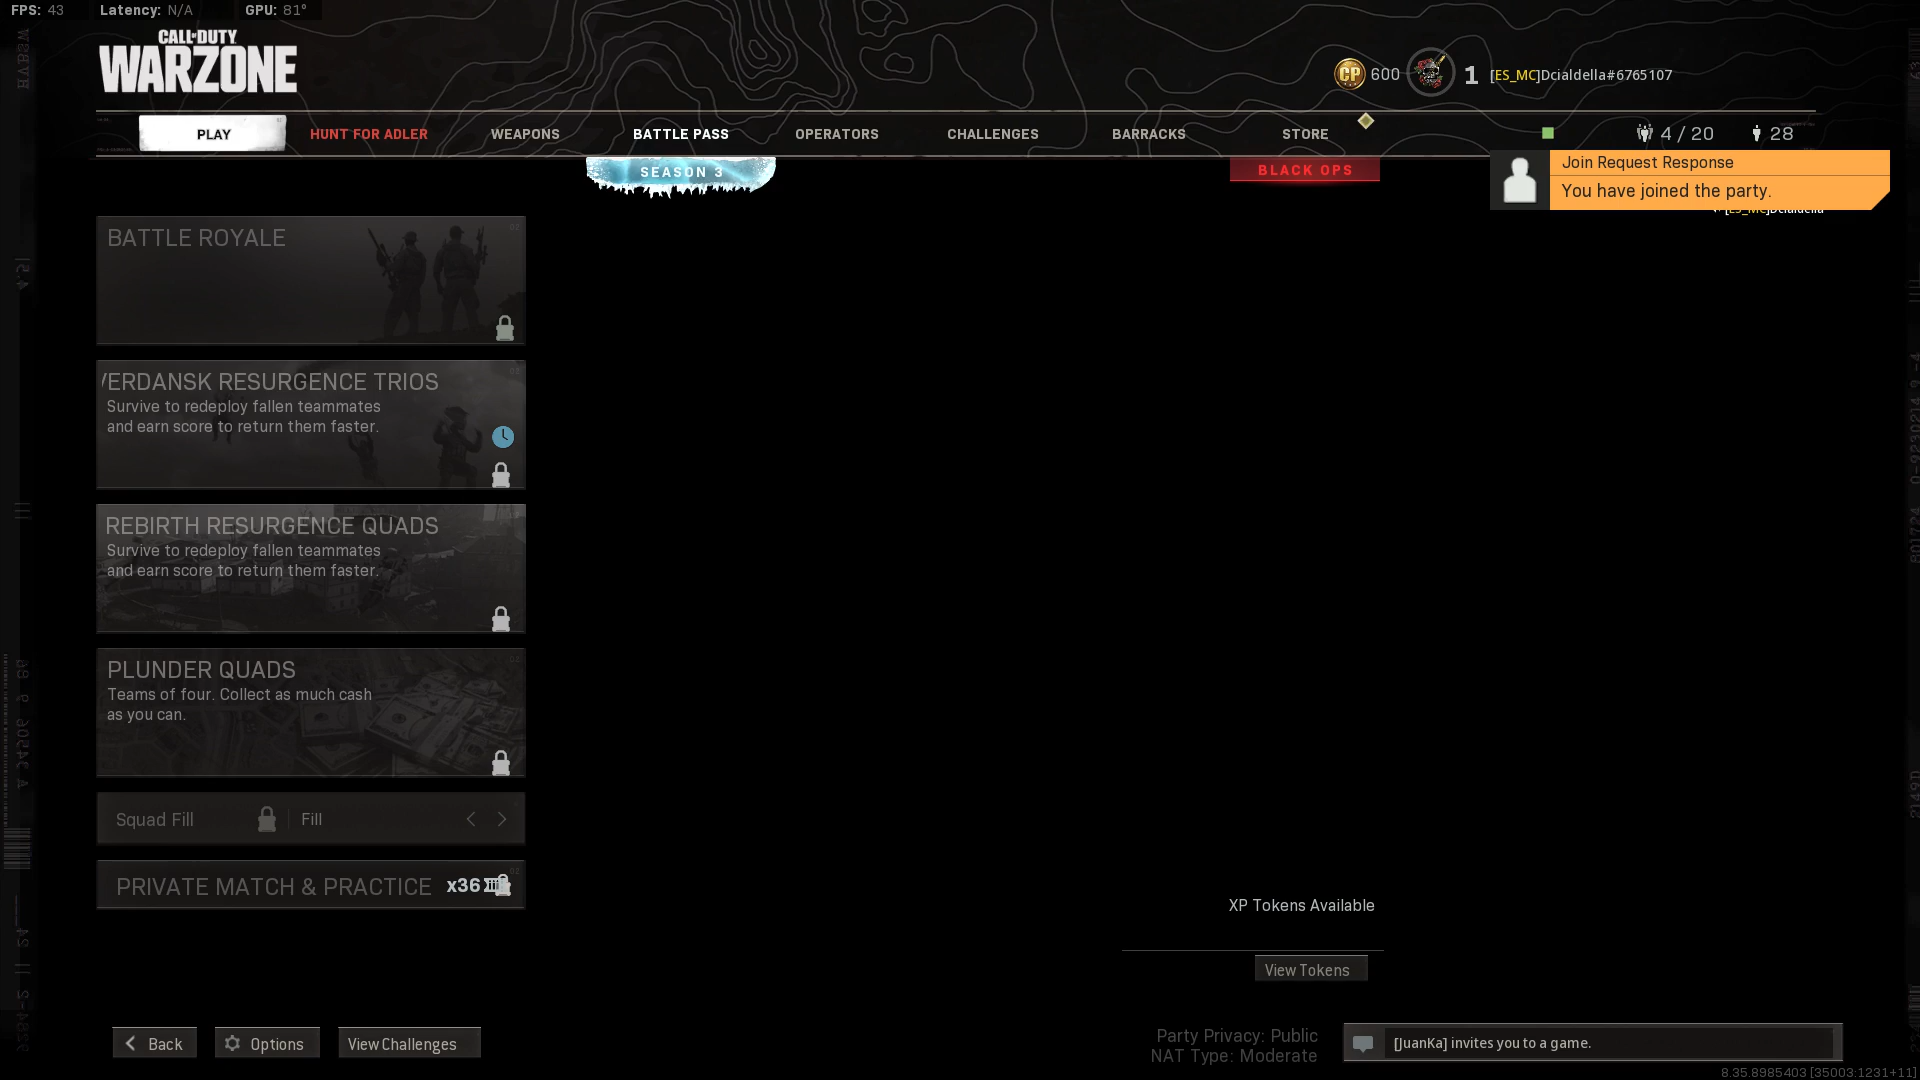 FPS: 43 Latency: N/A GPU: 81°
CALL OF DUTY
WARZONE
CP 600 1 [ES_MC]Dcialdella#6765107
PLAY HUNT FOR ADLER WEAPONS BATTLE PASS OPERATORS CHALLENGES BARRACKS STORE 4 / 20 28
SEASON 3 BLACK OPS
Join Request Response
You have joined the party.
[ES_MC]Dcialdella
BATTLE ROYALE
VERDANSK RESURGENCE TRIOS
Survive to redeploy fallen teammates
and earn score to return them faster.
REBIRTH RESURGENCE QUADS
Survive to redeploy fallen teammates
and earn score to return them faster.
PLUNDER QUADS
Teams of four. Collect as much cash
as you can.
Squad Fill Fill
PRIVATE MATCH & PRACTICE x36
XP Tokens Available
View Tokens
Back Options View Challenges
Party Privacy: Public
NAT Type: Moderate
[JuanKa] invites you to a game.
8.35.8985403 [35003:1231+11]